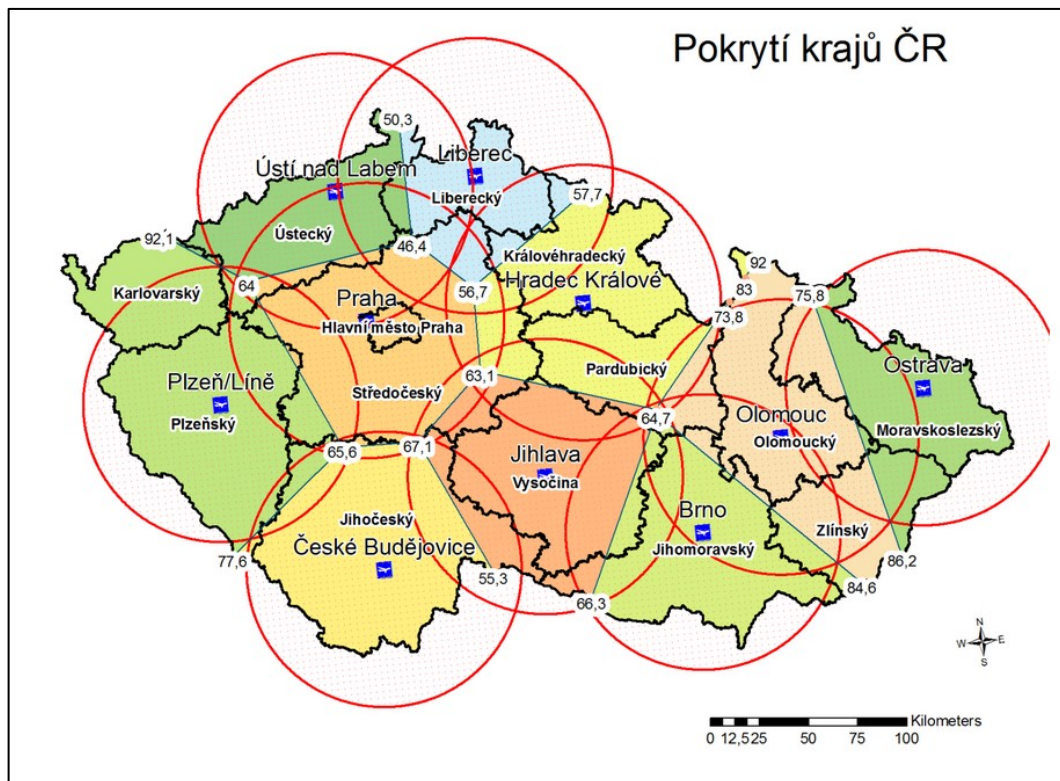 Pokrytí krajů ČR
50,3
Liberec
Ústí nad Labem
Liberecký
57,7
Ústecký
92,1
46,4
Královéhradecký
92
Karlovarský
64
56,7
Hradec Králové
83
75,8
Praha
73,8
Hlavní město Praha
Plzeň/Líně
Středočeský
63,1
Pardubický
Ostrava
Plzeňský
64,7
Olomouc
Olomoucký
Moravskoslezský
65,6
67,1
Jihlava
Vysočina
Jihočeský
Brno
Zlínský
České Budějovice
Jihomoravský
77,6
55,3
86,2
84,6
66,3
N
W E
S
Kilometers
0 12,5 25 50 75 100